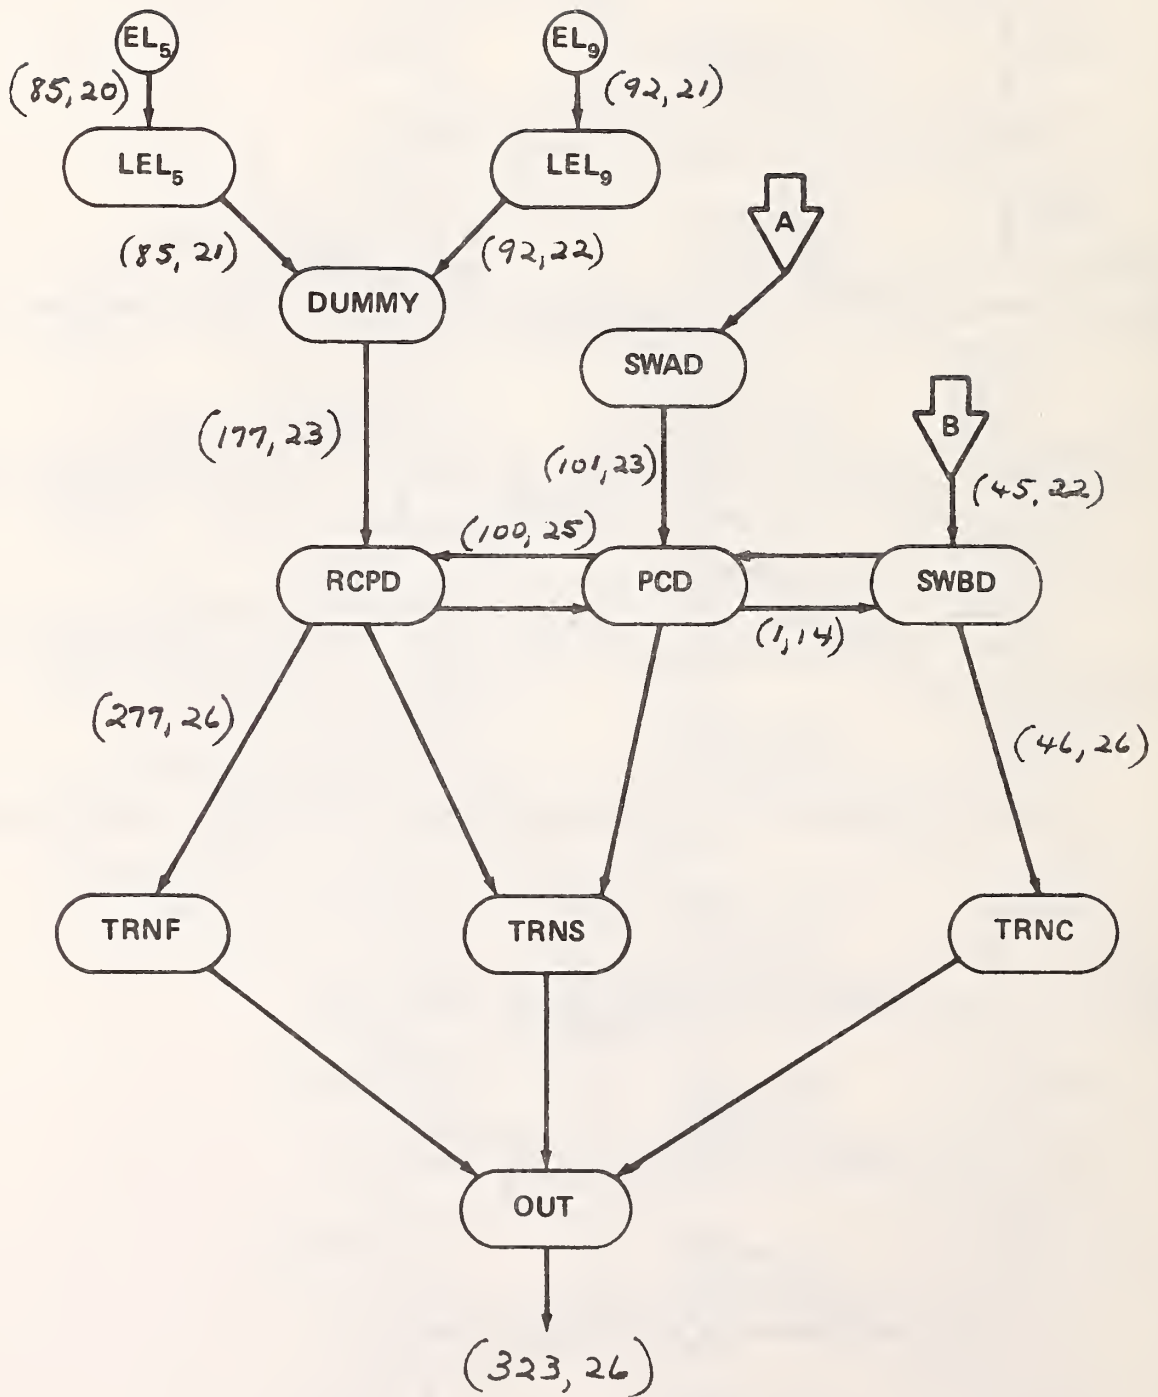 EL5
EL9
(85, 20)
(92, 21)
LEL5
LEL9
(85, 21)
(92, 22)
A
DUMMY
SWAD
(177, 23)
(101, 23)
B
(45, 22)
(100, 25)
RCPD
PCD
SWBD
(1, 14)
(277, 26)
(46, 26)
TRNF
TRNS
TRNC
OUT
(323, 26)